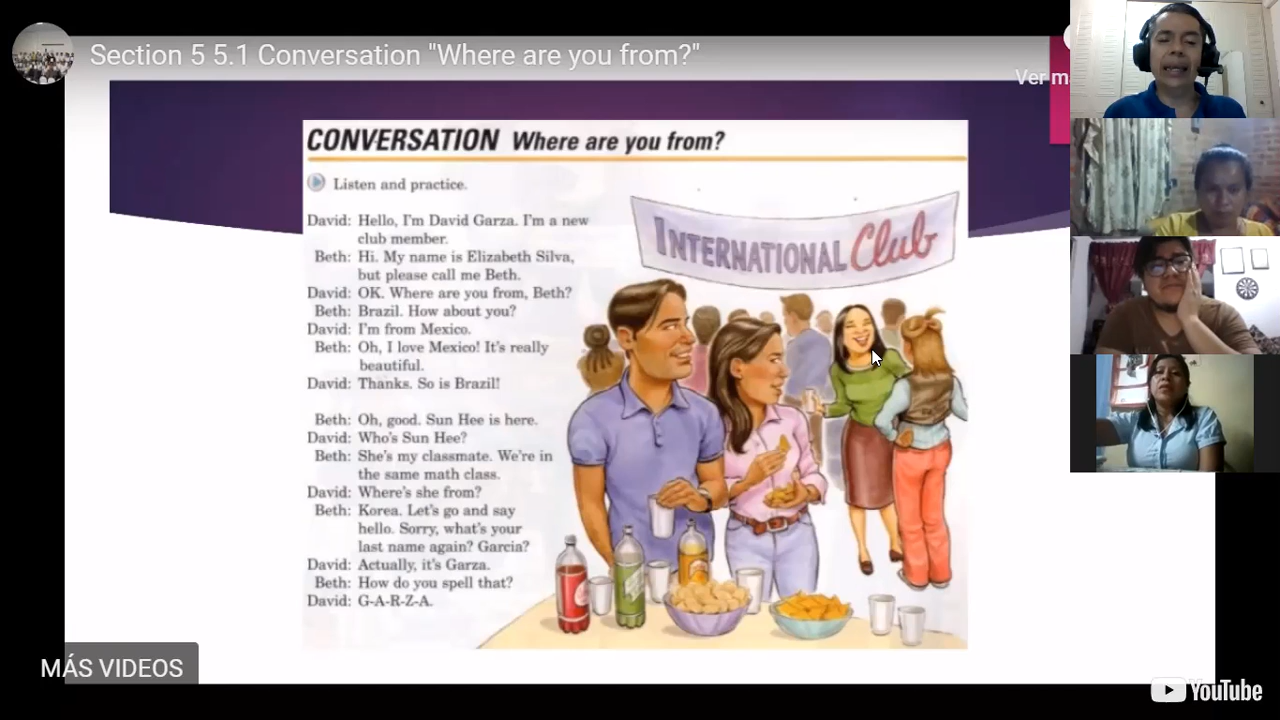 Section 5 5.1 Conversation "Where are you from?"
Ver m
CONVERSATION Where are you from?
Listen and practice.
David: Hello, I'm David Garza. I'm a new
club member.
Beth: Hi. My name is Elizabeth Silva,
but please call me Beth.
David: OK. Where are you from, Beth?
Beth: Brazil. How about you?
David: I'm from Mexico.
Beth: Oh, I love Mexico! It's really
beautiful.
David: Thanks. So is Brazil!
Beth: Oh, good. Sun Hee is here.
David: Who's Sun Hee?
Beth: She's my classmate. We're in
the same math class.
David: Where's she from?
Beth: Korea. Let's go and say
hello. Sorry, what's your
last name again? Garcia?
David: Actually, it's Garza.
Beth: How do you spell that?
David: G-A-R-Z-A.
INTERNATIONAL Club
MÁS VIDEOS
YouTube